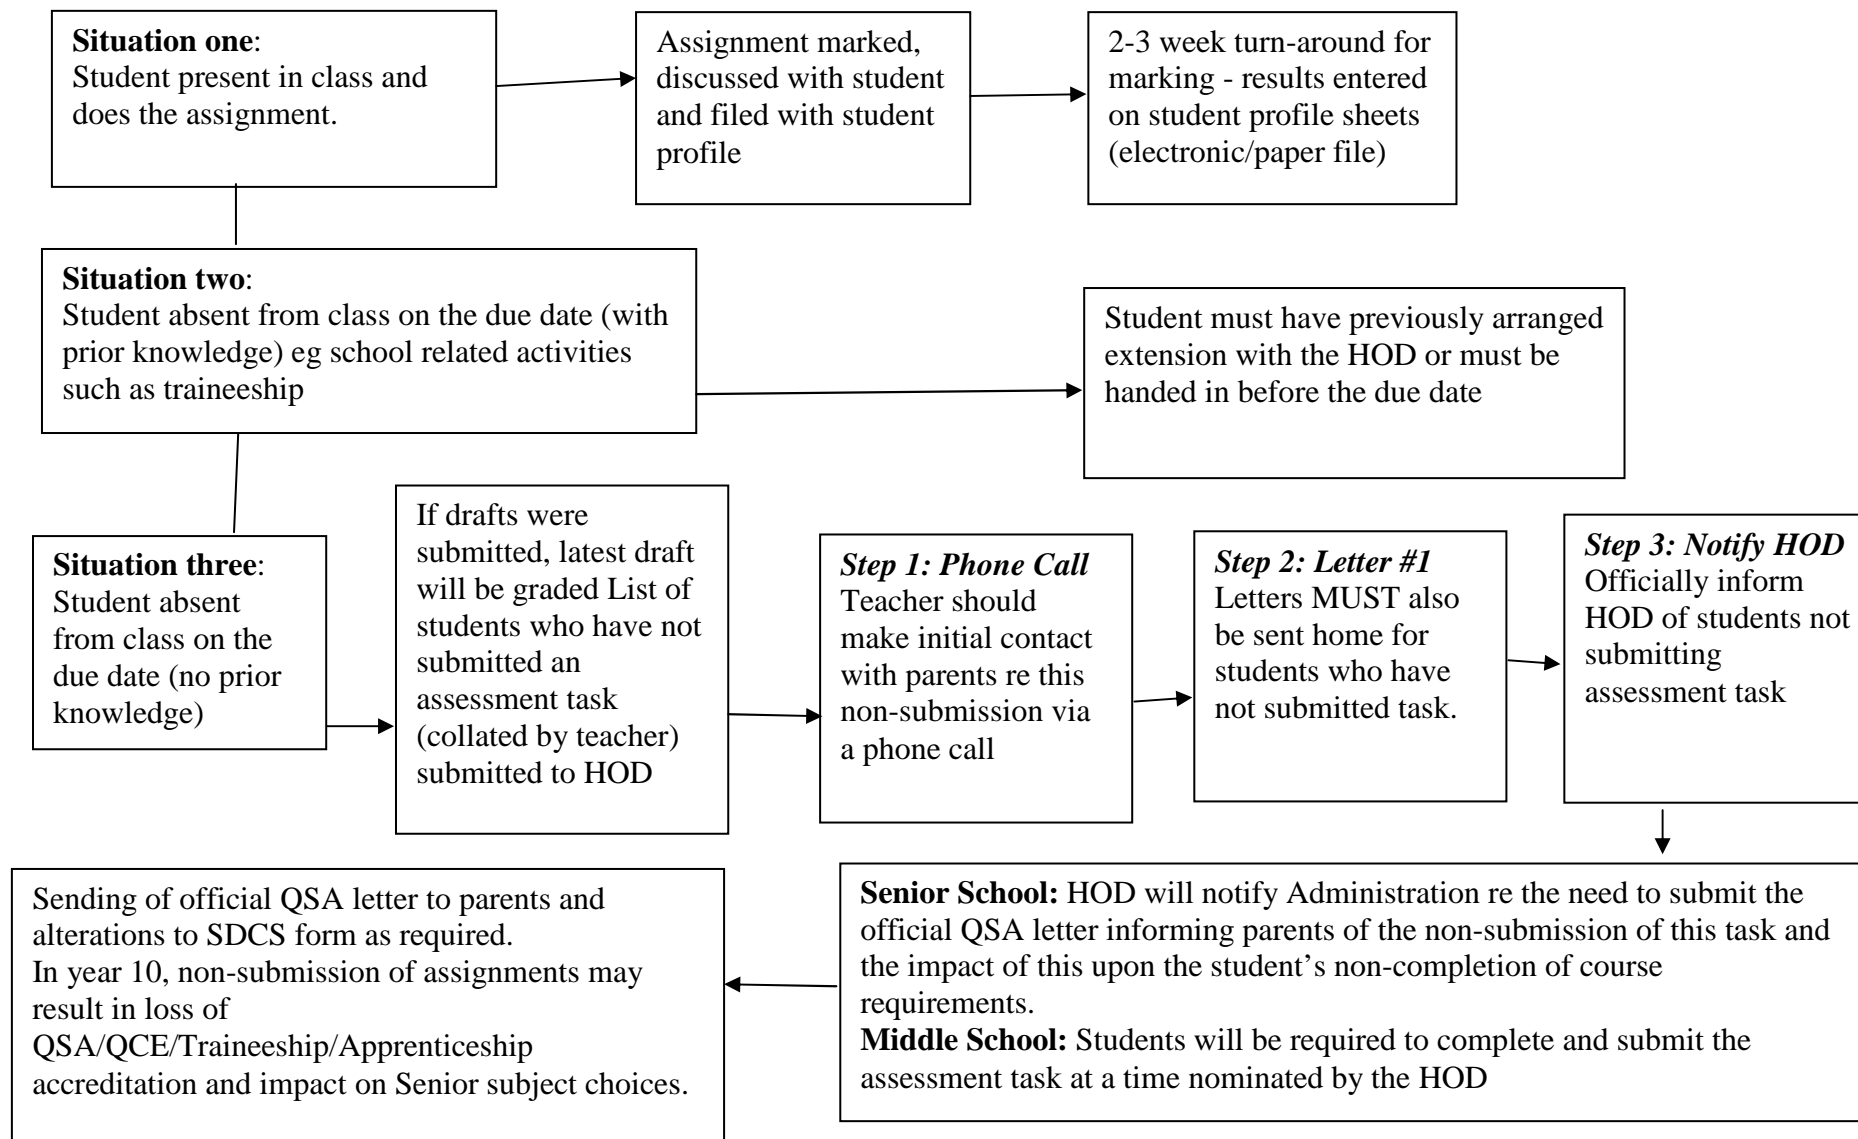 Situation one:
Student present in class and
does the assignment.
Assignment marked,
discussed with student
and filed with student
profile
2-3 week turn-around for
marking - results entered
on student profile sheets
(electronic/paper file)
Situation two:
Student absent from class on the due date (with
prior knowledge) eg school related activities
such as traineeship
Student must have previously arranged
extension with the HOD or must be
handed in before the due date
Situation three:
Student absent
from class on the
due date (no prior
knowledge)
If drafts were
submitted, latest draft
will be graded List of
students who have not
submitted an
assessment task
(collated by teacher)
submitted to HOD
Step 1: Phone Call
Teacher should
make initial contact
with parents re this
non-submission via
a phone call
Step 2: Letter #1
Letters MUST also
be sent home for
students who have
not submitted task.
Step 3: Notify HOD
Officially inform
HOD of students not
submitting
assessment task
Senior School: HOD will notify Administration re the need to submit the
official QSA letter informing parents of the non-submission of this task and
the impact of this upon the student’s non-completion of course
requirements.
Middle School: Students will be required to complete and submit the
assessment task at a time nominated by the HOD
Sending of official QSA letter to parents and
alterations to SDCS form as required.
In year 10, non-submission of assignments may
result in loss of
QSA/QCE/Traineeship/Apprenticeship
accreditation and impact on Senior subject choices.